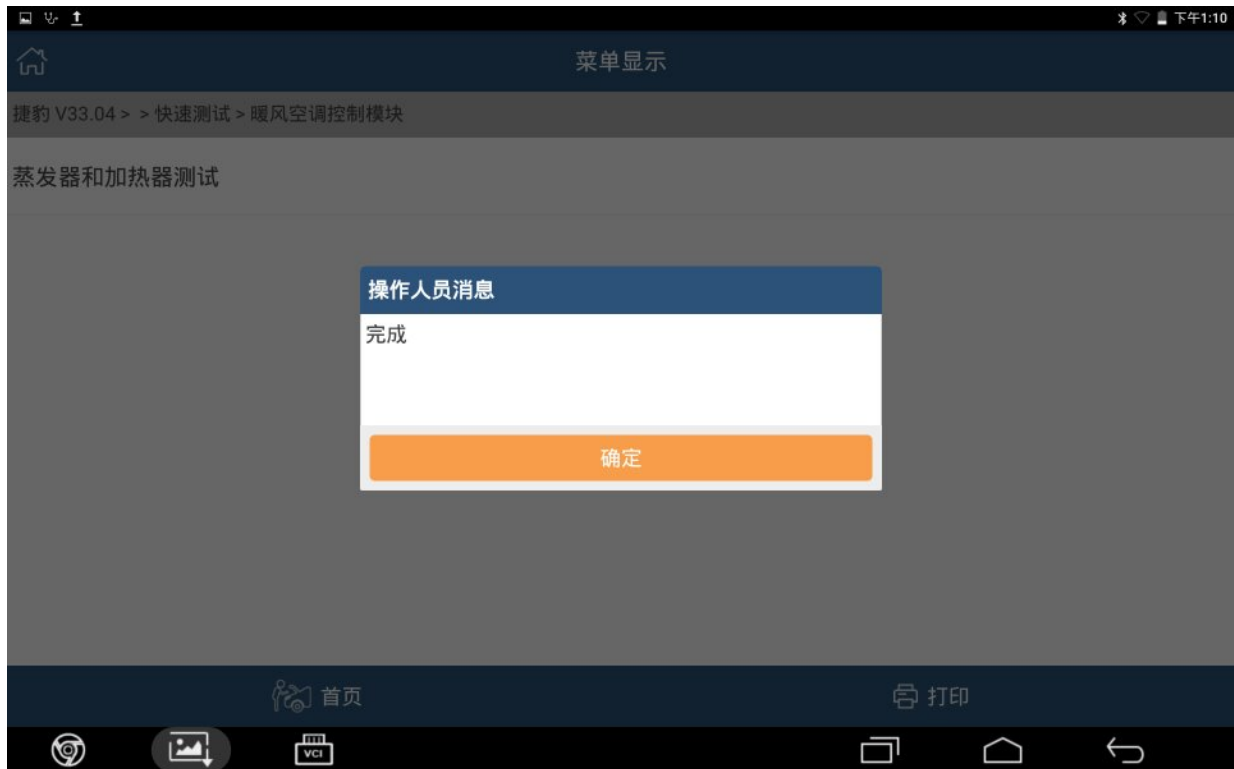 下午1:10
菜单显示
捷豹 V33.04 > > 快速测试 > 暖风空调控制模块
蒸发器和加热器测试
操作人员消息
完成
确定
首页
打印
VCI